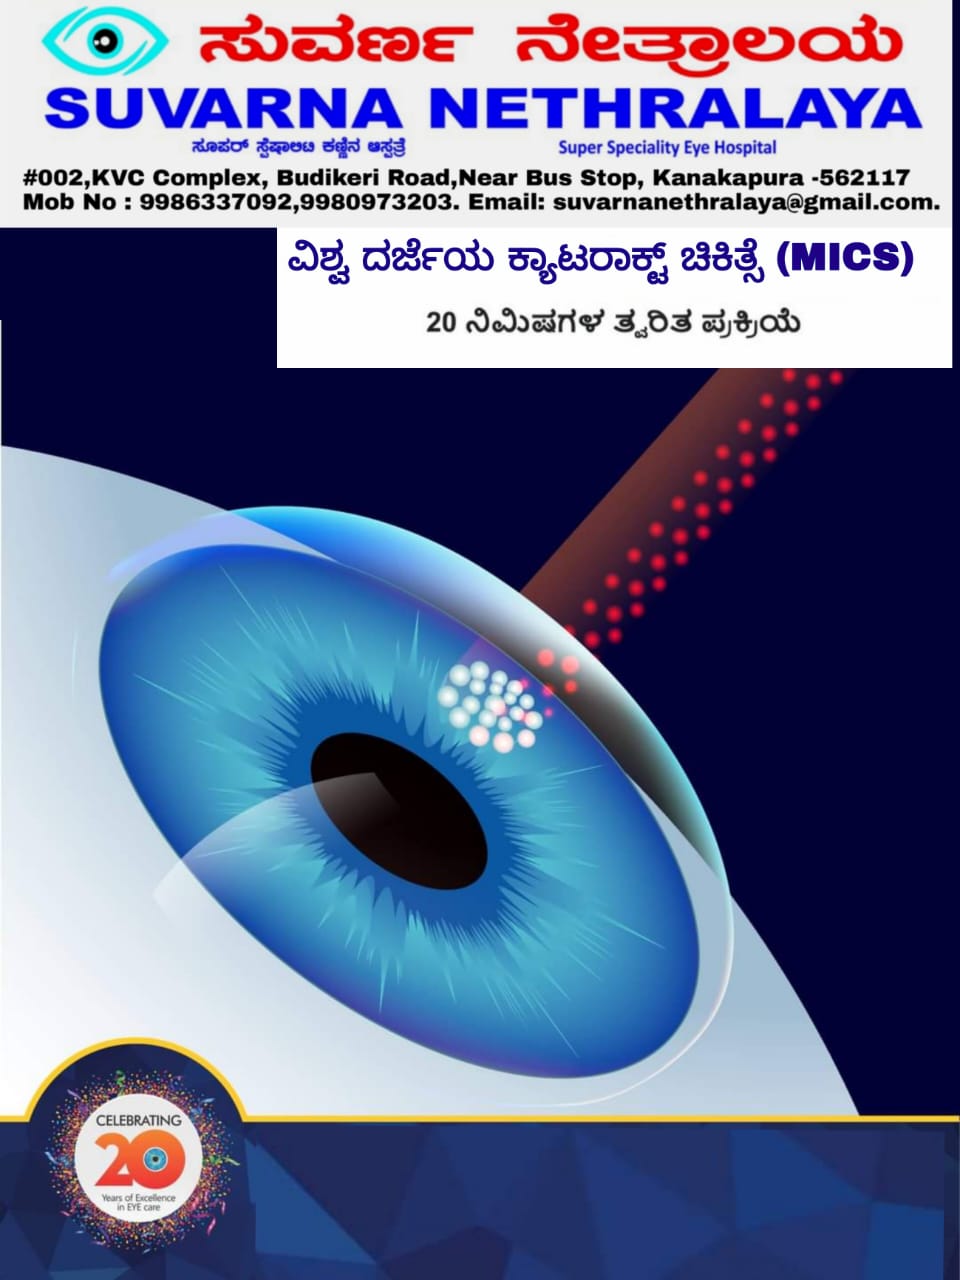 ಸುವರ್ಣ ನೇತ್ರಾಲಯ
SUVARNA NETHRALAYA
ಸೂಪರ್ ಸ್ಪೆಷಾಲಿಟಿ ಕಣ್ಣಿನ ಆಸ್ಪತ್ರೆ Super Speciality Eye Hospital
#002,KVC Complex, Budikeri Road,Near Bus Stop, Kanakapura -562117
Mob No : 9986337092,9980973203. Email: suvarnanethralaya@gmail.com.
ವಿಶ್ವ ದರ್ಜೆಯ ಕ್ಯಾಟರಾಕ್ಟ್ ಚಿಕಿತ್ಸೆ (MICS)
20 ನಿಮಿಷಗಳ ತ್ವರಿತ ಪ್ರಕ್ರಿಯೆ
CELEBRATING
20
Years of Excellence
in EYE care